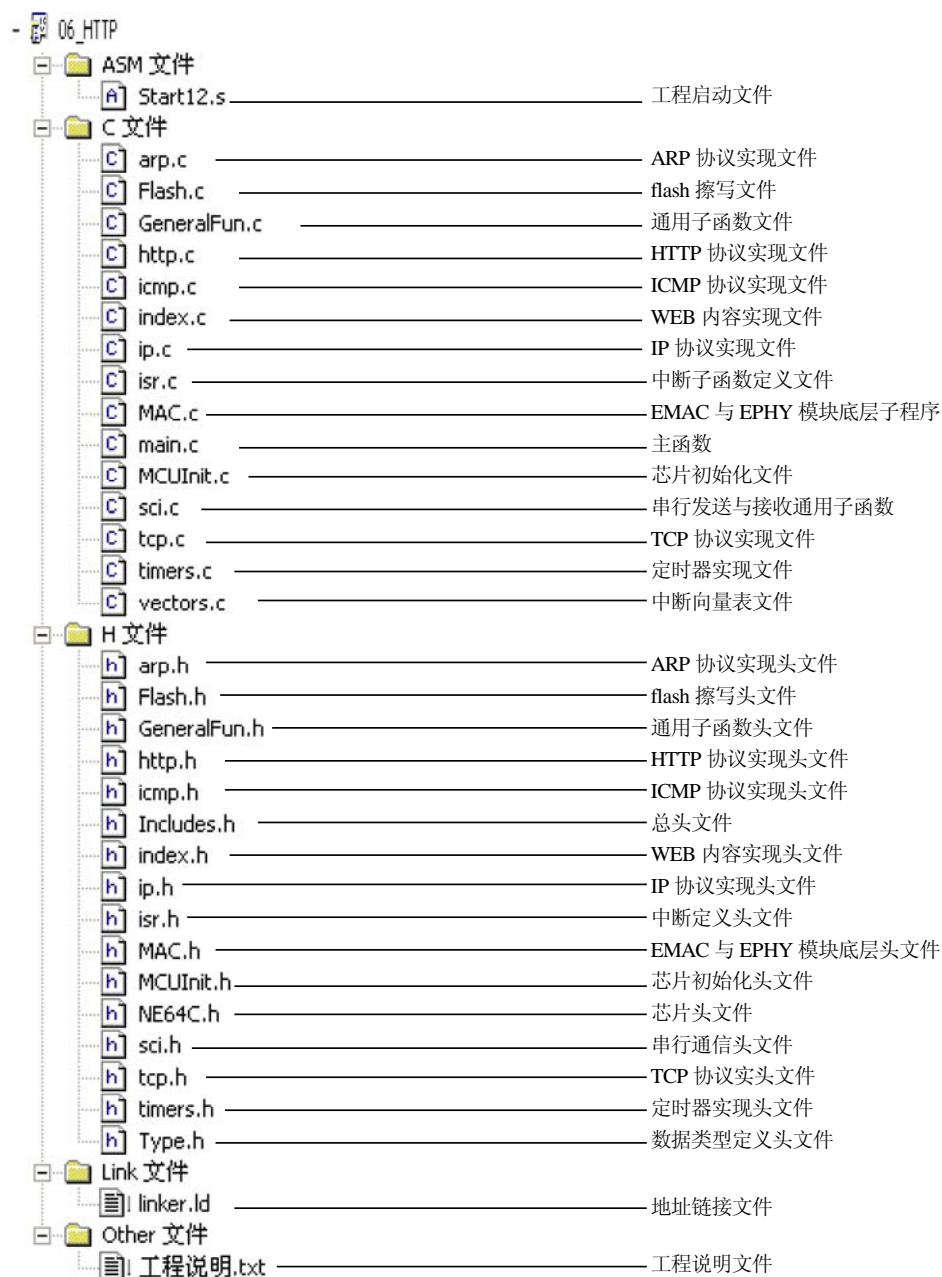 06_HTTP
ASM 文件
Start12.s 工程启动文件
C 文件
arp.c ARP 协议实现文件
Flash.c flash 擦写文件
GeneralFun.c 通用子函数文件
http.c HTTP 协议实现文件
icmp.c ICMP 协议实现文件
index.c WEB 内容实现文件
ip.c IP 协议实现文件
isr.c 中断子函数定义文件
MAC.c EMAC 与 EPHY 模块底层子程序
main.c 主函数
MCUInit.c 芯片初始化文件
sci.c 串行发送与接收通用子函数
tcp.c TCP 协议实现文件
timers.c 定时器实现文件
vectors.c 中断向量表文件
H 文件
arp.h ARP 协议实现头文件
Flash.h flash 擦写头文件
GeneralFun.h 通用子函数头文件
http.h HTTP 协议实现头文件
icmp.h ICMP 协议实现头文件
Includes.h 总头文件
index.h WEB 内容实现头文件
ip.h IP 协议实现头文件
isr.h 中断定义头文件
MAC.h EMAC 与 EPHY 模块底层头文件
MCUInit.h 芯片初始化头文件
NE64C.h 芯片头文件
sci.h 串行通信头文件
tcp.h TCP 协议实头文件
timers.h 定时器实现头文件
Type.h 数据类型定义头文件
Link 文件
linker.ld 地址链接文件
Other 文件
工程说明.txt 工程说明文件